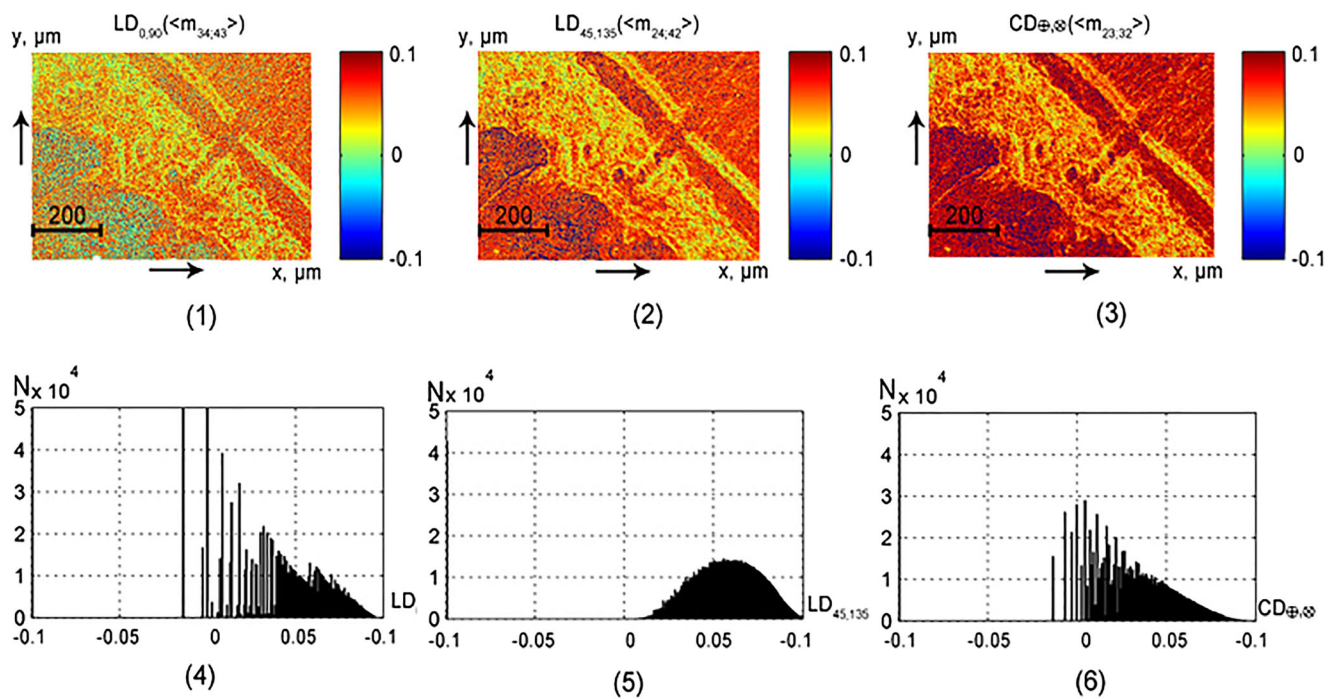 LD0,90(<m34;43>)
y, µm
0.1
0
-0.1
200
x, µm
(1)
LD45,135(<m24;42>)
y, µm
0.1
0
-0.1
200
x, µm
(2)
CD⊕,⊗(<m23;32>)
y, µm
0.1
0
-0.1
200
x, µm
(3)
Nx 10 4
5
4
3
2
1
0
-0.1 -0.05 0 0.05 -0.1
LD
(4)
Nx 10 4
5
4
3
2
1
0
-0.1 -0.05 0 0.05 -0.1
LD45,135
(5)
Nx 10 4
5
4
3
2
1
0
-0.1 -0.05 0 0.05 -0.1
CD⊕,⊗
(6)